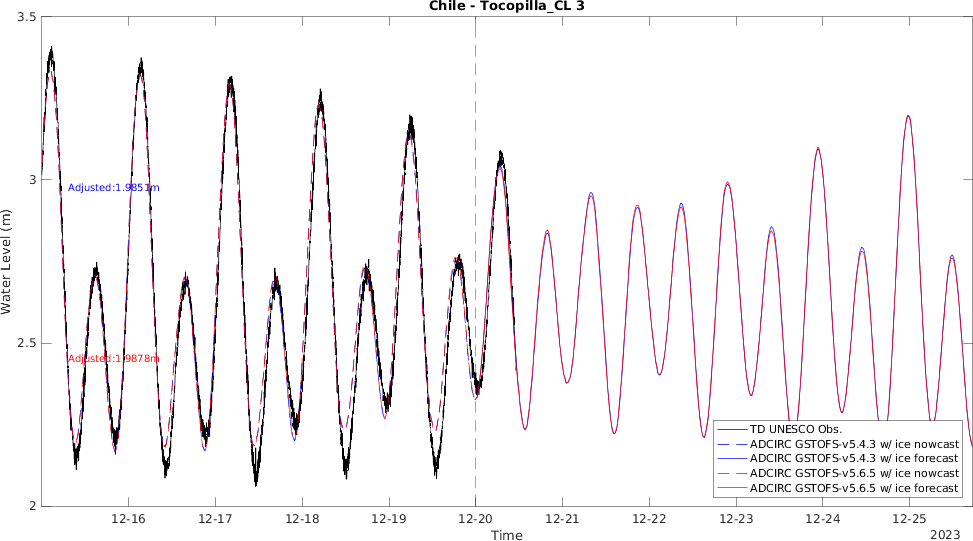 Chile - Tocopilla_CL 3
3.5
3
2.5
2
Water Level (m)
Adjusted:1.9851m
Adjusted:1.9878m
TD UNESCO Obs.
ADCIRC GSTOFS-v5.4.3 w/ ice nowcast
ADCIRC GSTOFS-v5.4.3 w/ ice forecast
ADCIRC GSTOFS-v5.6.5 w/ ice nowcast
ADCIRC GSTOFS-v5.6.5 w/ ice forecast
12-16 12-17 12-18 12-19 12-20 12-21 12-22 12-23 12-24 12-25
Time
2023